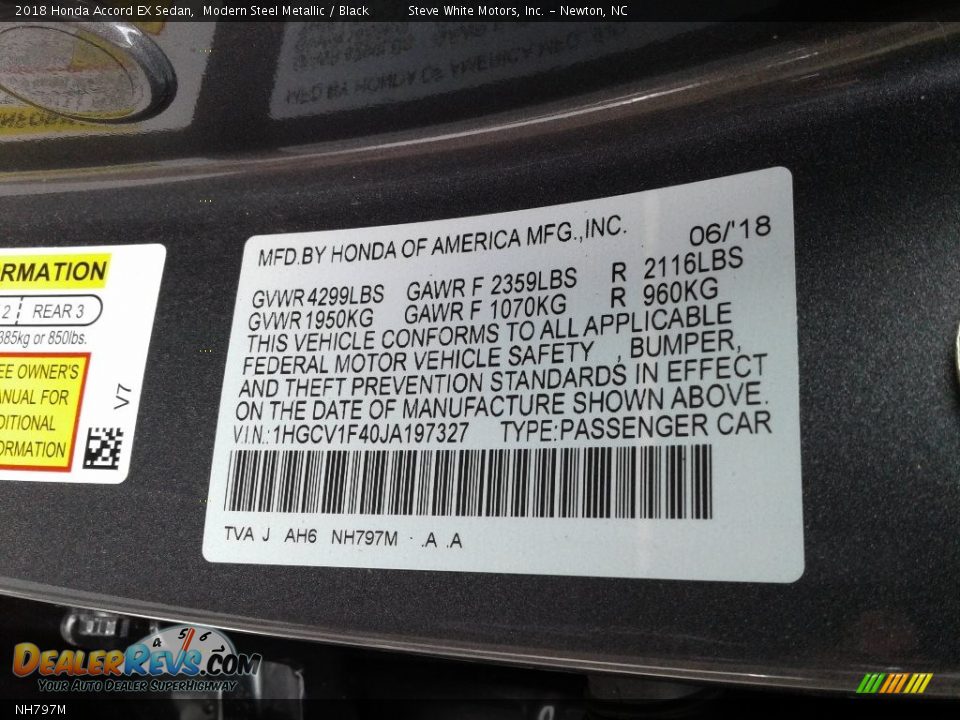 2018 Honda Accord EX Sedan, Modern Steel Metallic / Black Steve White Motors, Inc. - Newton, NC
MFD.BY HONDA OF AMERICA MFG.,INC. 06/'18
GVWR 4299LBS GAWR F 2359LBS R 2116LBS
GVWR 1950KG GAWR F 1070KG R 960KG
THIS VEHICLE CONFORMS TO ALL APPLICABLE
FEDERAL MOTOR VEHICLE SAFETY , BUMPER,
AND THEFT PREVENTION STANDARDS IN EFFECT
ON THE DATE OF MANUFACTURE SHOWN ABOVE.
V.I.N.: 1HGCV1F40JA197327 TYPE:PASSENGER CAR
TVA J AH6 NH797M .A .A
RMATION
2 REAR 3
385kg or 850lbs.
EE OWNER'S
ANUAL FOR
DITIONAL
ORMATION
V7
4 5 6
DEALERREVS.COM
YOUR AUTO DEALER SUPERHIGHWAY
NH797M